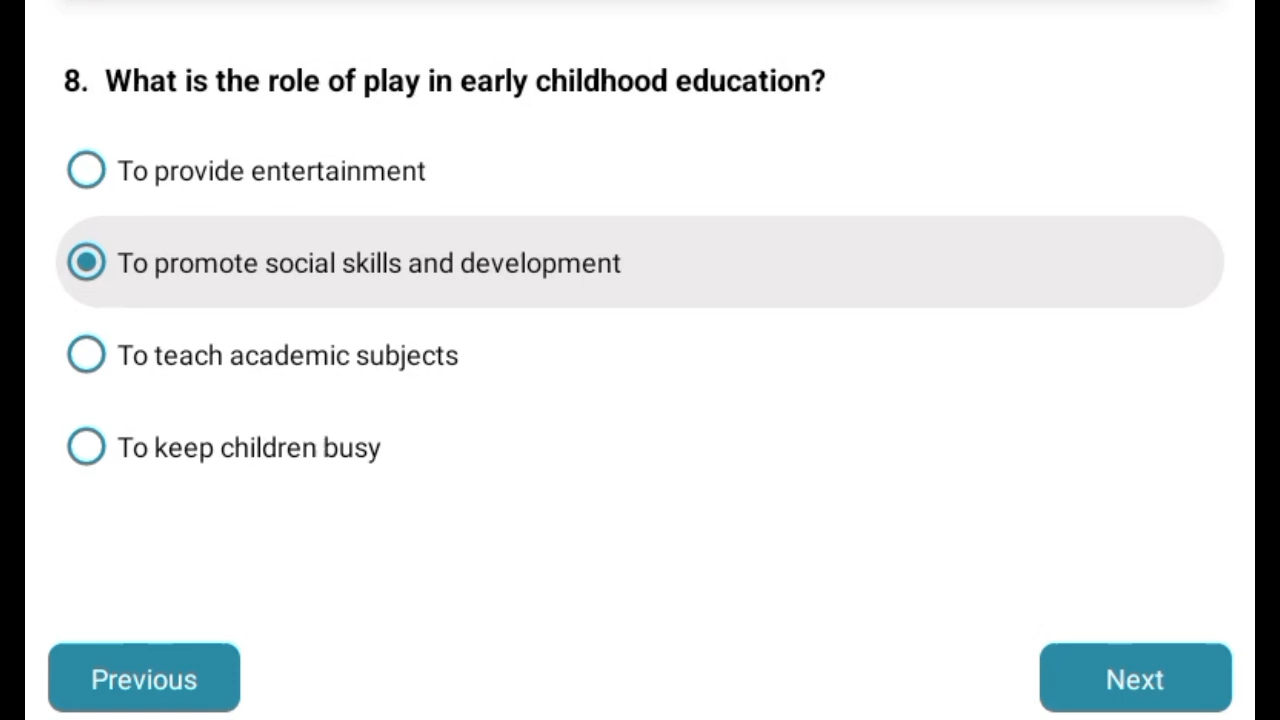 8. What is the role of play in early childhood education?
To provide entertainment
To promote social skills and development
To teach academic subjects
To keep children busy
Previous
Next